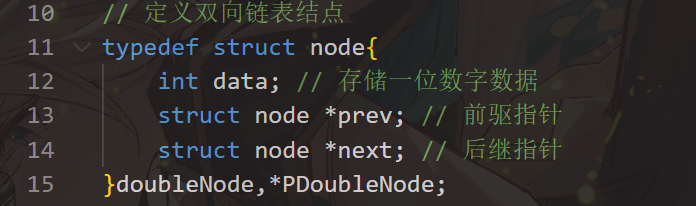 10 // 定义双向链表结点
11 typedef struct node{
12 int data; // 存储一位数字数据
13 struct node *prev; // 前驱指针
14 struct node *next; // 后继指针
15 }doubleNode,*PDoubleNode;